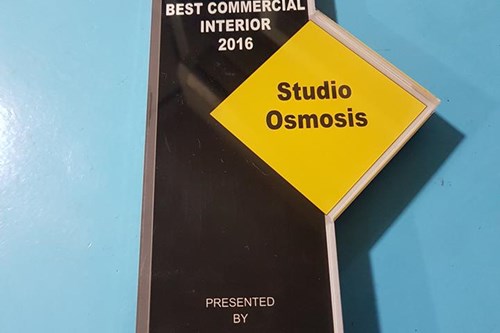 BEST COMMERCIAL
INTERIOR
2016
Studio
Osmosis
PRESENTED
BY